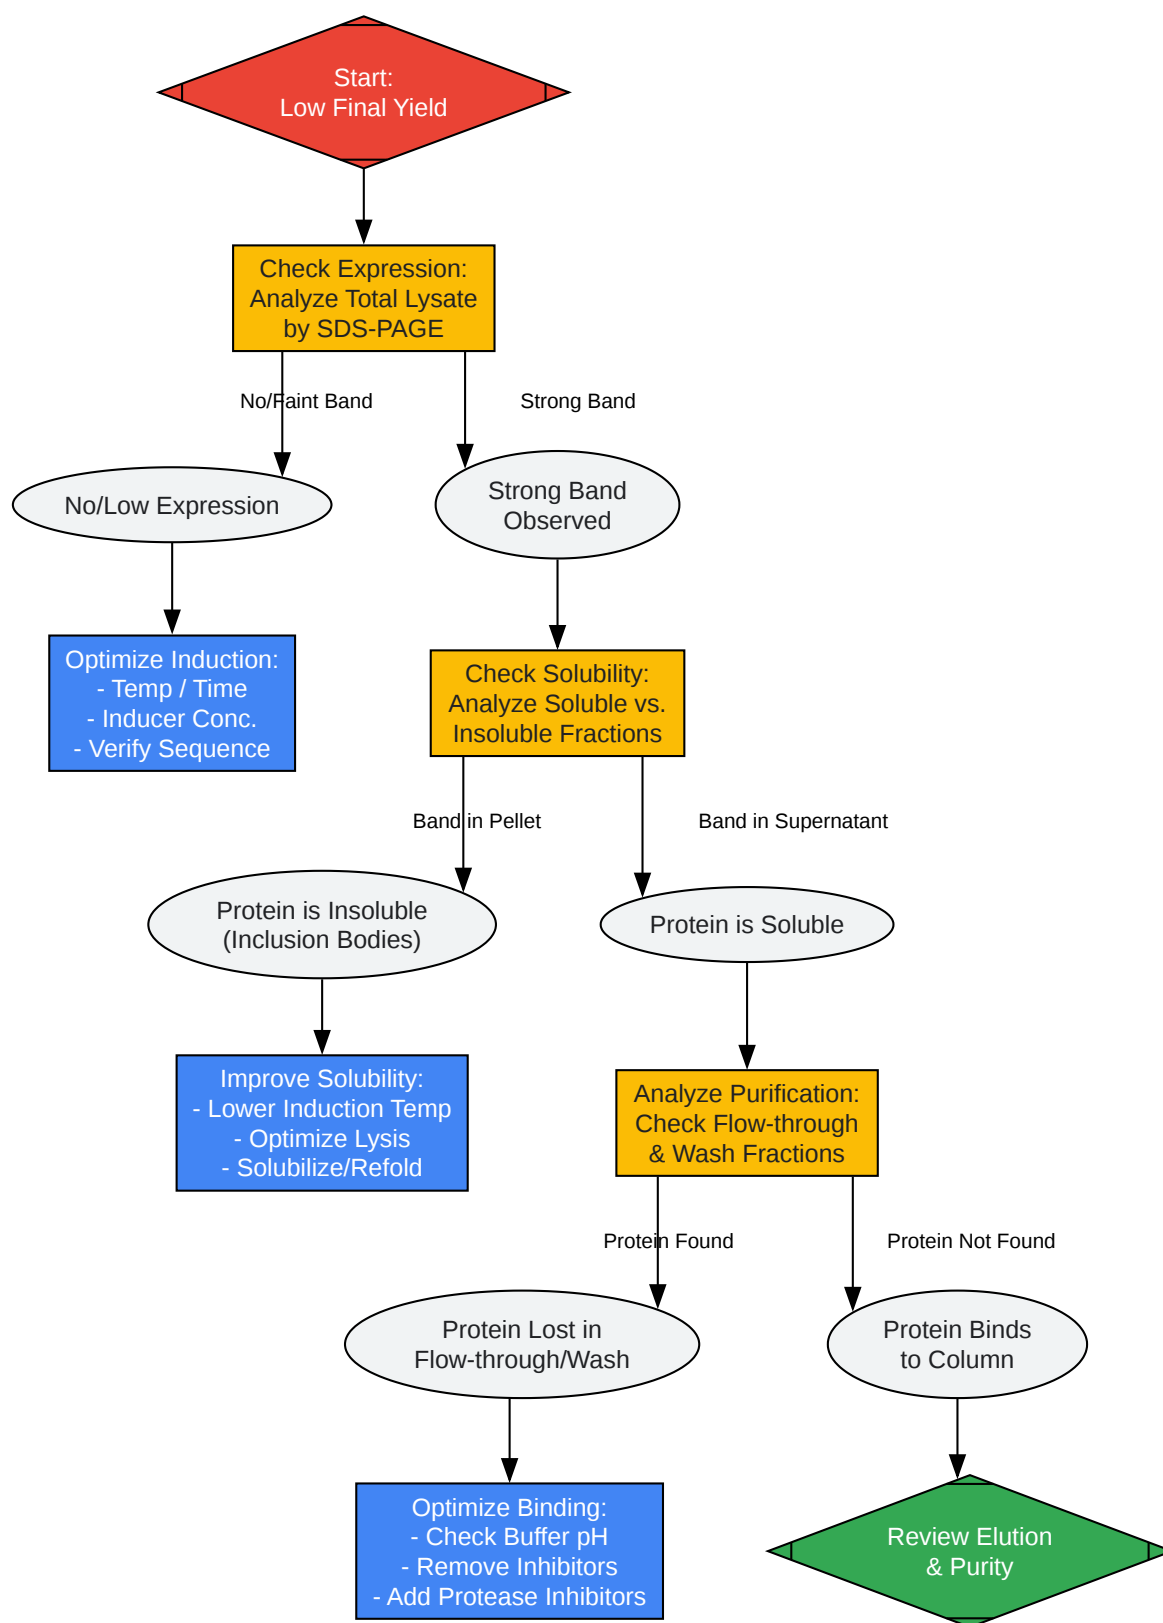 Start:
Low Final Yield
Check Expression:
Analyze Total Lysate
by SDS-PAGE
No/Faint Band
Strong Band
No/Low Expression
Strong Band
Observed
Optimize Induction:
- Temp / Time
- Inducer Conc.
- Verify Sequence
Check Solubility:
Analyze Soluble vs.
Insoluble Fractions
Band in Pellet
Band in Supernatant
Protein is Insoluble
(Inclusion Bodies)
Protein is Soluble
Improve Solubility:
- Lower Induction Temp
- Optimize Lysis
- Solubilize/Refold
Analyze Purification:
Check Flow-through
& Wash Fractions
Protein Found
Protein Not Found
Protein Lost in
Flow-through/Wash
Protein Binds
to Column
Optimize Binding:
- Check Buffer pH
- Remove Inhibitors
- Add Protease Inhibitors
Review Elution
& Purity